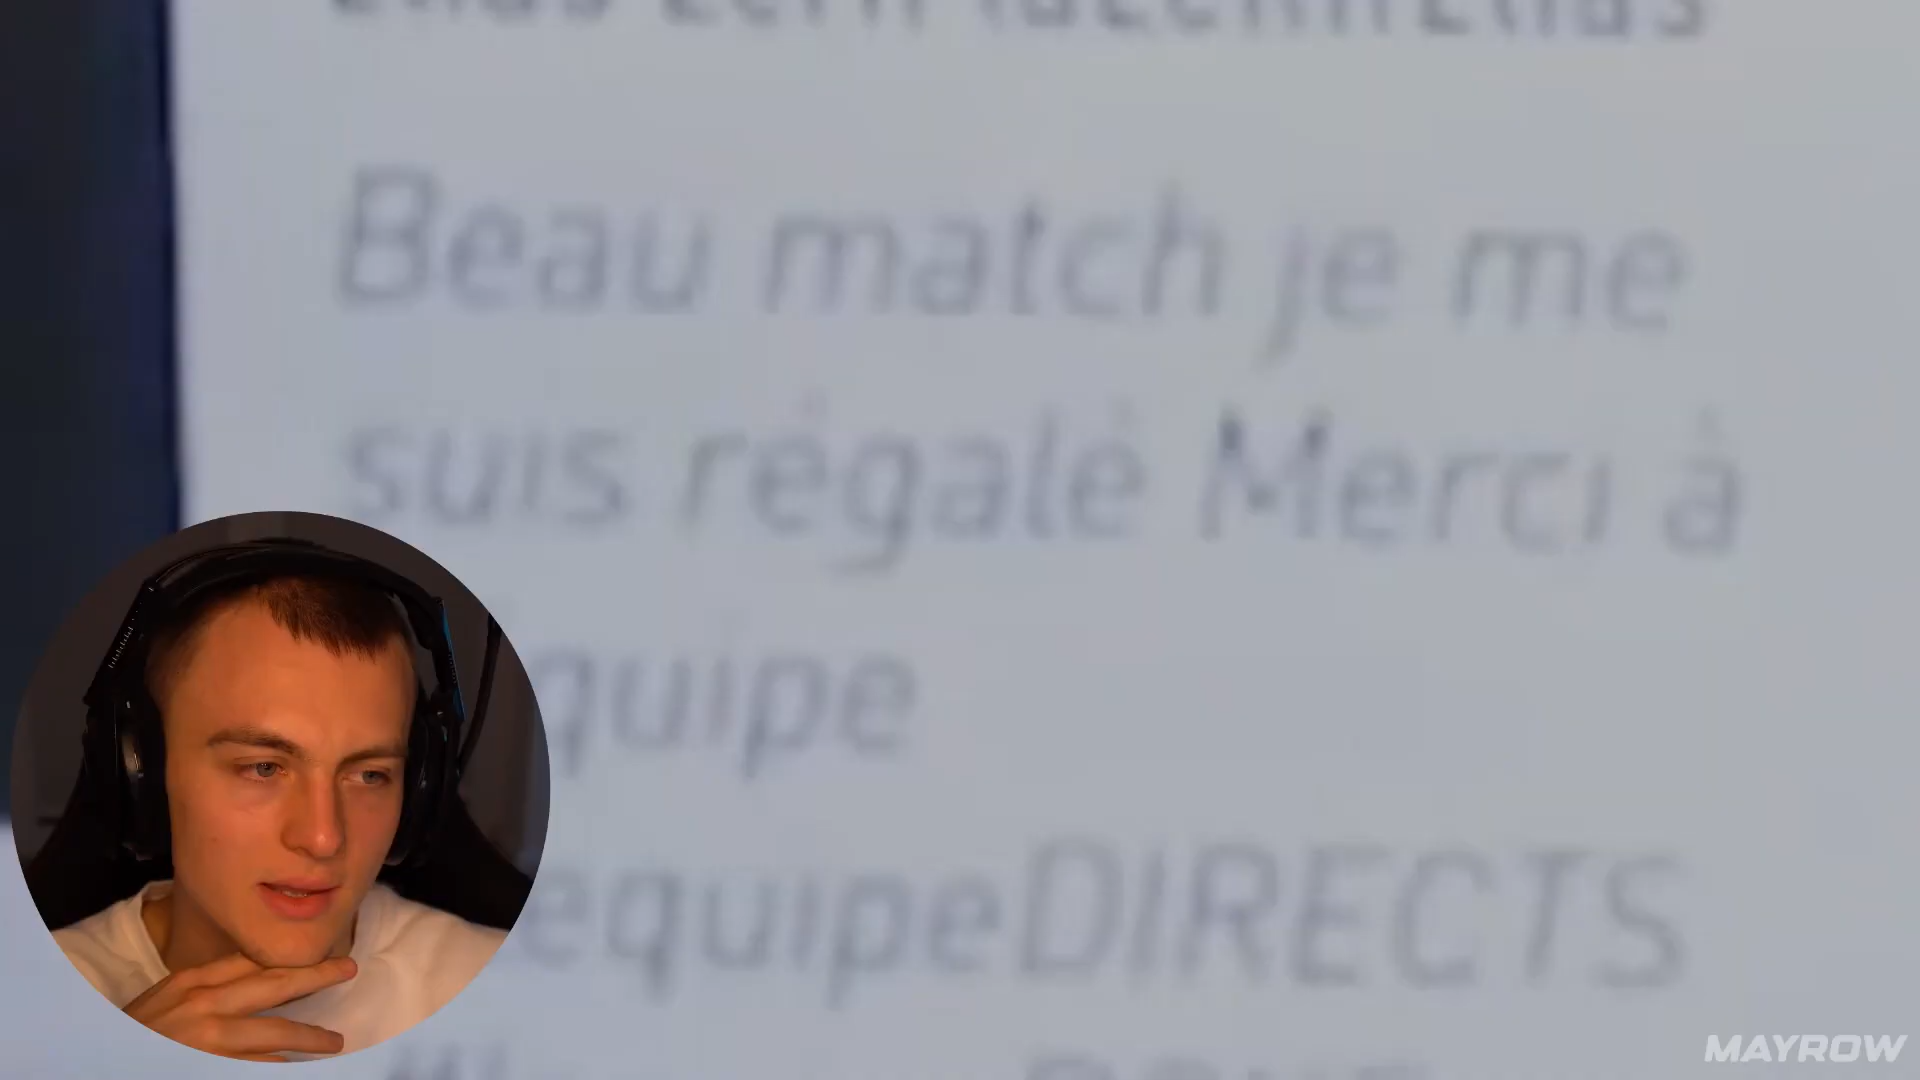 Beau match je me
suis régalé Merci à
quipe
equipeDIRECTS
MAYROW